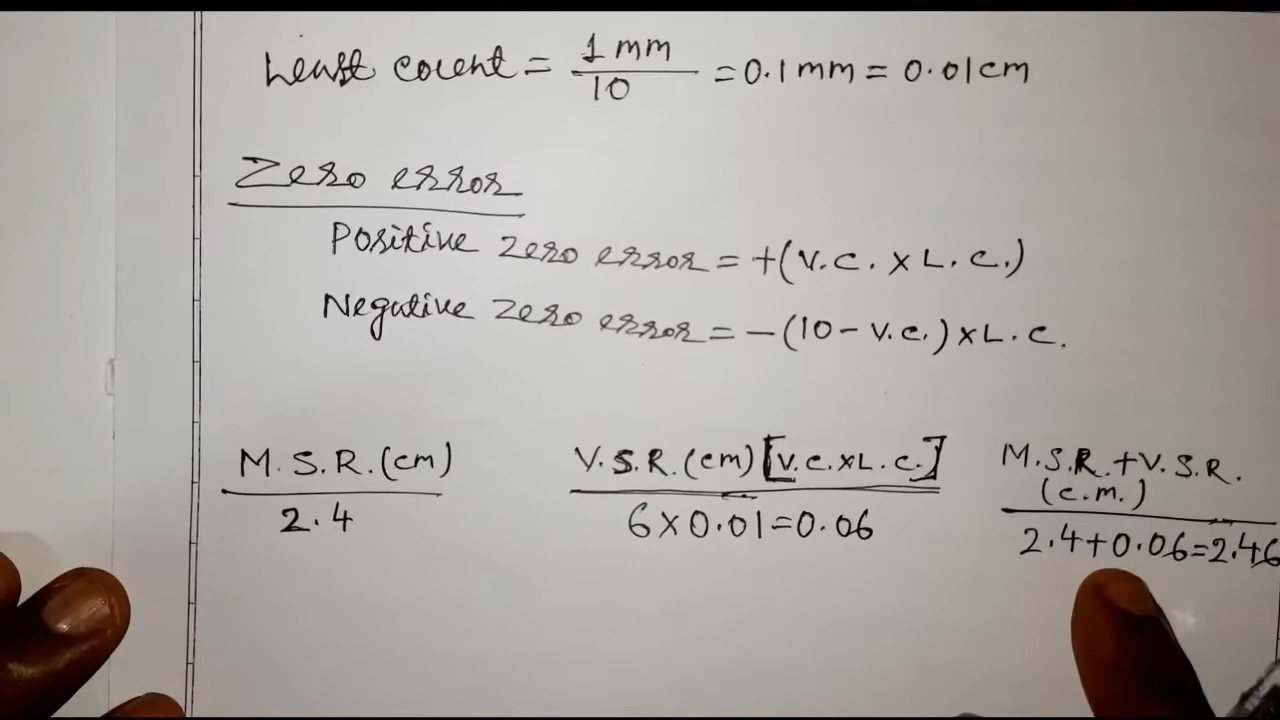 Least count = 1 mm / 10 = 0.1 mm = 0.01 cm
Zero error
Positive zero error = +(V.C. x L.C.)
Negative zero error = -(10 - V.C.) x L.C.
M.S.R. (cm) V.S.R. (cm) [V.C. x L.C.] M.S.R. + V.S.R. (c.m.)
2.4 6 x 0.01 = 0.06 2.4 + 0.06 = 2.46